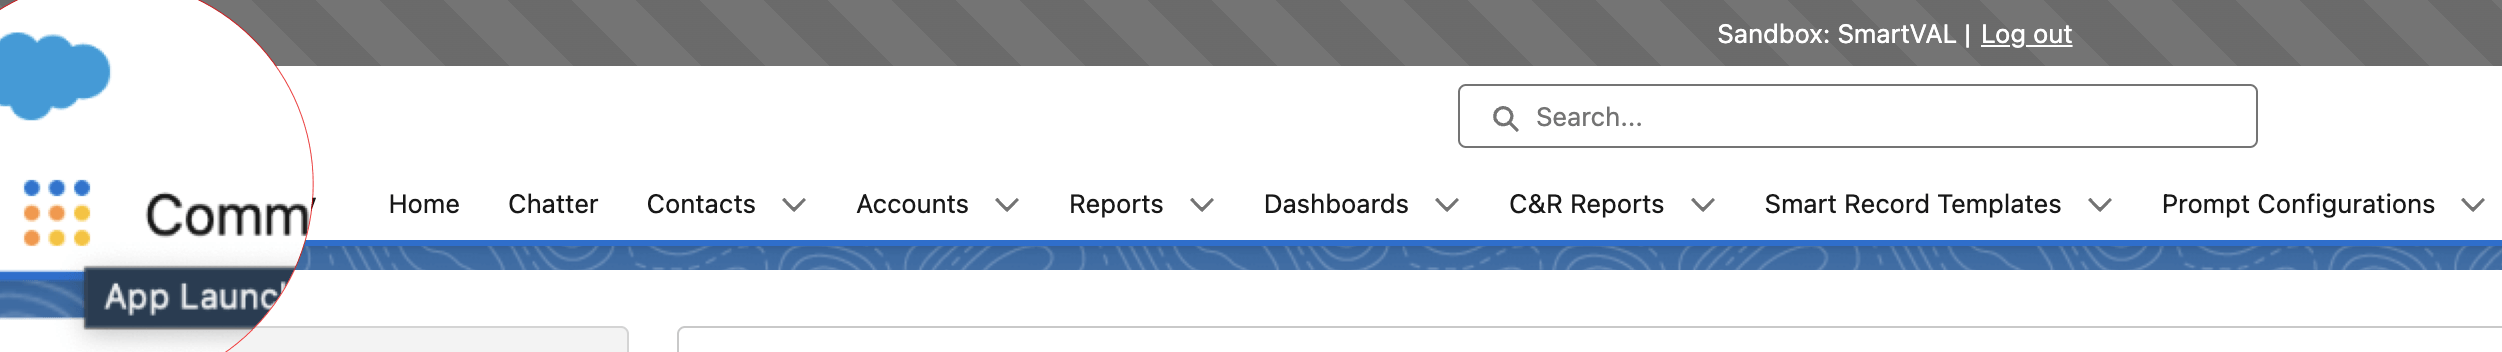 Sandbox: SmartVAL | Log out
Search...
Comm Home Chatter Contacts Accounts Reports Dashboards C&R Reports Smart Record Templates Prompt Configurations
App Launc